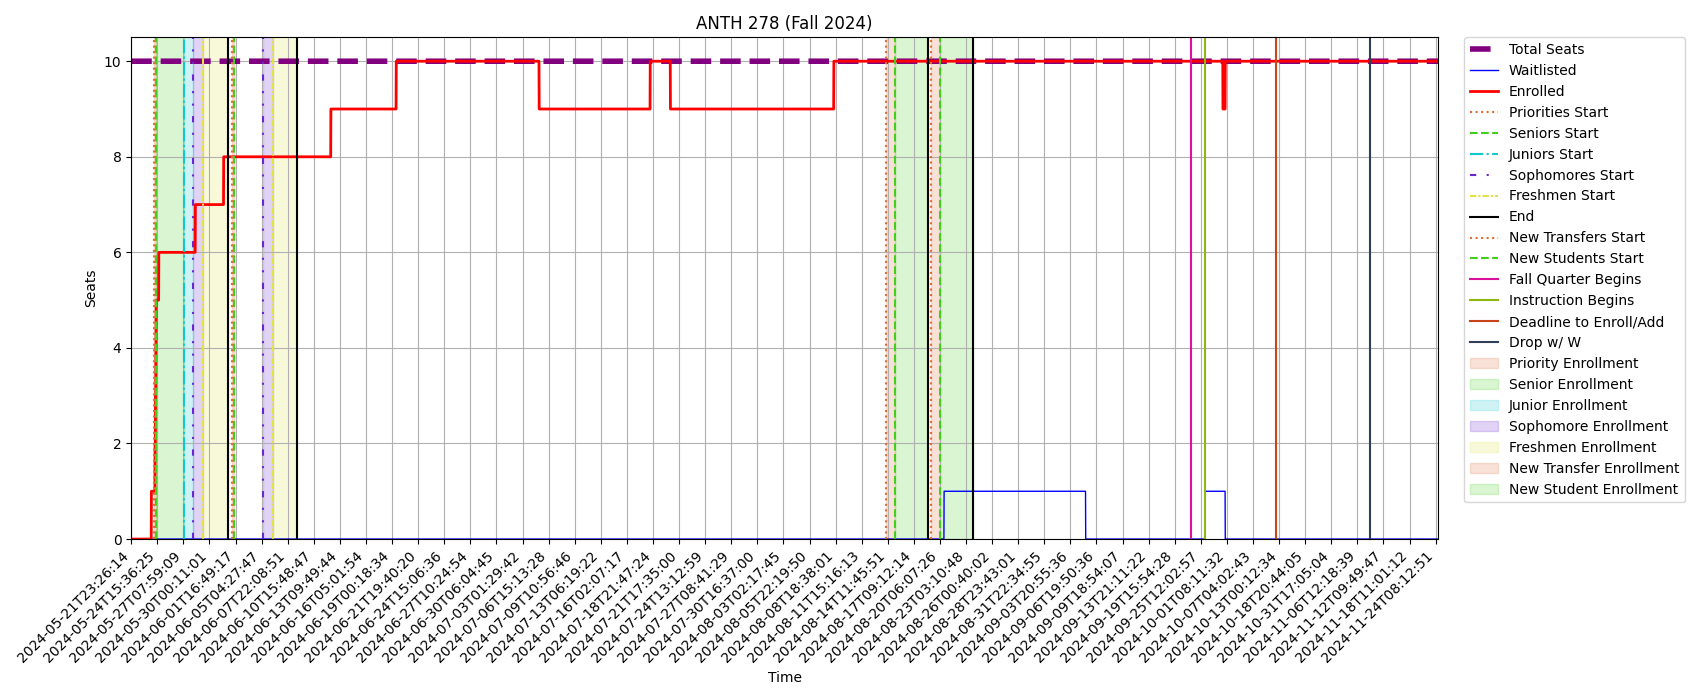 ANTH 278 (Fall 2024)
Seats
10
8
6
4
2
0
2024-05-21T23:26:14
2024-05-24T15:36:25
2024-05-27T07:59:09
2024-05-30T00:11:01
2024-06-01T16:49:17
2024-06-05T04:27:47
2024-06-07T22:08:51
2024-06-10T15:48:47
2024-06-13T09:49:44
2024-06-16T05:01:54
2024-06-19T00:18:34
2024-06-21T19:40:20
2024-06-24T15:06:36
2024-06-27T10:24:54
2024-06-30T06:04:45
2024-07-03T01:29:42
2024-07-06T15:13:28
2024-07-09T10:56:46
2024-07-13T06:19:22
2024-07-16T02:07:17
2024-07-18T21:47:24
2024-07-21T17:35:00
2024-07-24T13:12:59
2024-07-27T08:41:29
2024-07-30T16:37:00
2024-08-03T02:17:45
2024-08-05T22:19:50
2024-08-08T18:38:01
2024-08-11T15:16:13
2024-08-14T11:45:51
2024-08-17T09:12:14
2024-08-20T06:07:26
2024-08-23T03:10:48
2024-08-26T00:40:02
2024-08-28T23:43:01
2024-08-31T22:34:55
2024-09-03T20:55:36
2024-09-06T19:50:36
2024-09-09T18:54:07
2024-09-13T21:11:22
2024-09-19T15:54:28
2024-09-25T12:02:57
2024-10-01T08:11:32
2024-10-07T04:02:43
2024-10-13T00:12:34
2024-10-18T20:44:05
2024-10-31T17:05:04
2024-11-06T12:18:39
2024-11-12T09:49:47
2024-11-18T11:01:12
2024-11-24T08:12:51
Time
Total Seats
Waitlisted
Enrolled
Priorities Start
Seniors Start
Juniors Start
Sophomores Start
Freshmen Start
End
New Transfers Start
New Students Start
Fall Quarter Begins
Instruction Begins
Deadline to Enroll/Add
Drop w/ W
Priority Enrollment
Senior Enrollment
Junior Enrollment
Sophomore Enrollment
Freshmen Enrollment
New Transfer Enrollment
New Student Enrollment